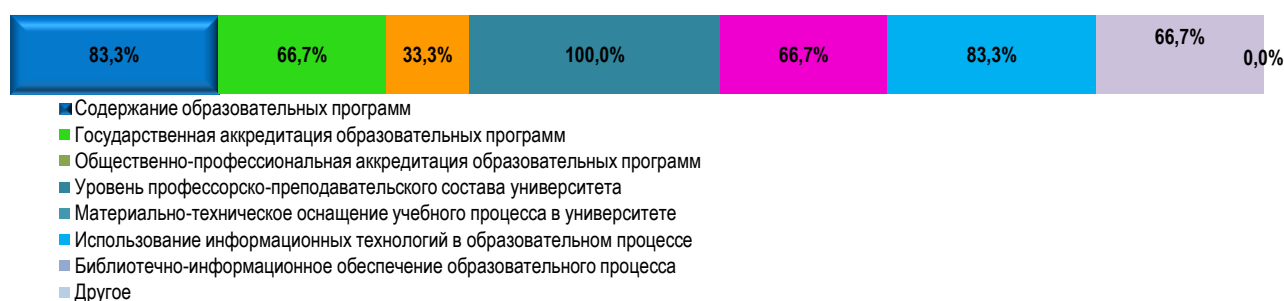 83,3% 66,7% 33,3% 100,0% 66,7% 83,3% 66,7% 0,0%
Содержание образовательных программ
Государственная аккредитация образовательных программ
Общественно-профессиональная аккредитация образовательных программ
Уровень профессорско-преподавательского состава университета
Материально-техническое оснащение учебного процесса в университете
Использование информационных технологий в образовательном процессе
Библиотечно-информационное обеспечение образовательного процесса
Другое